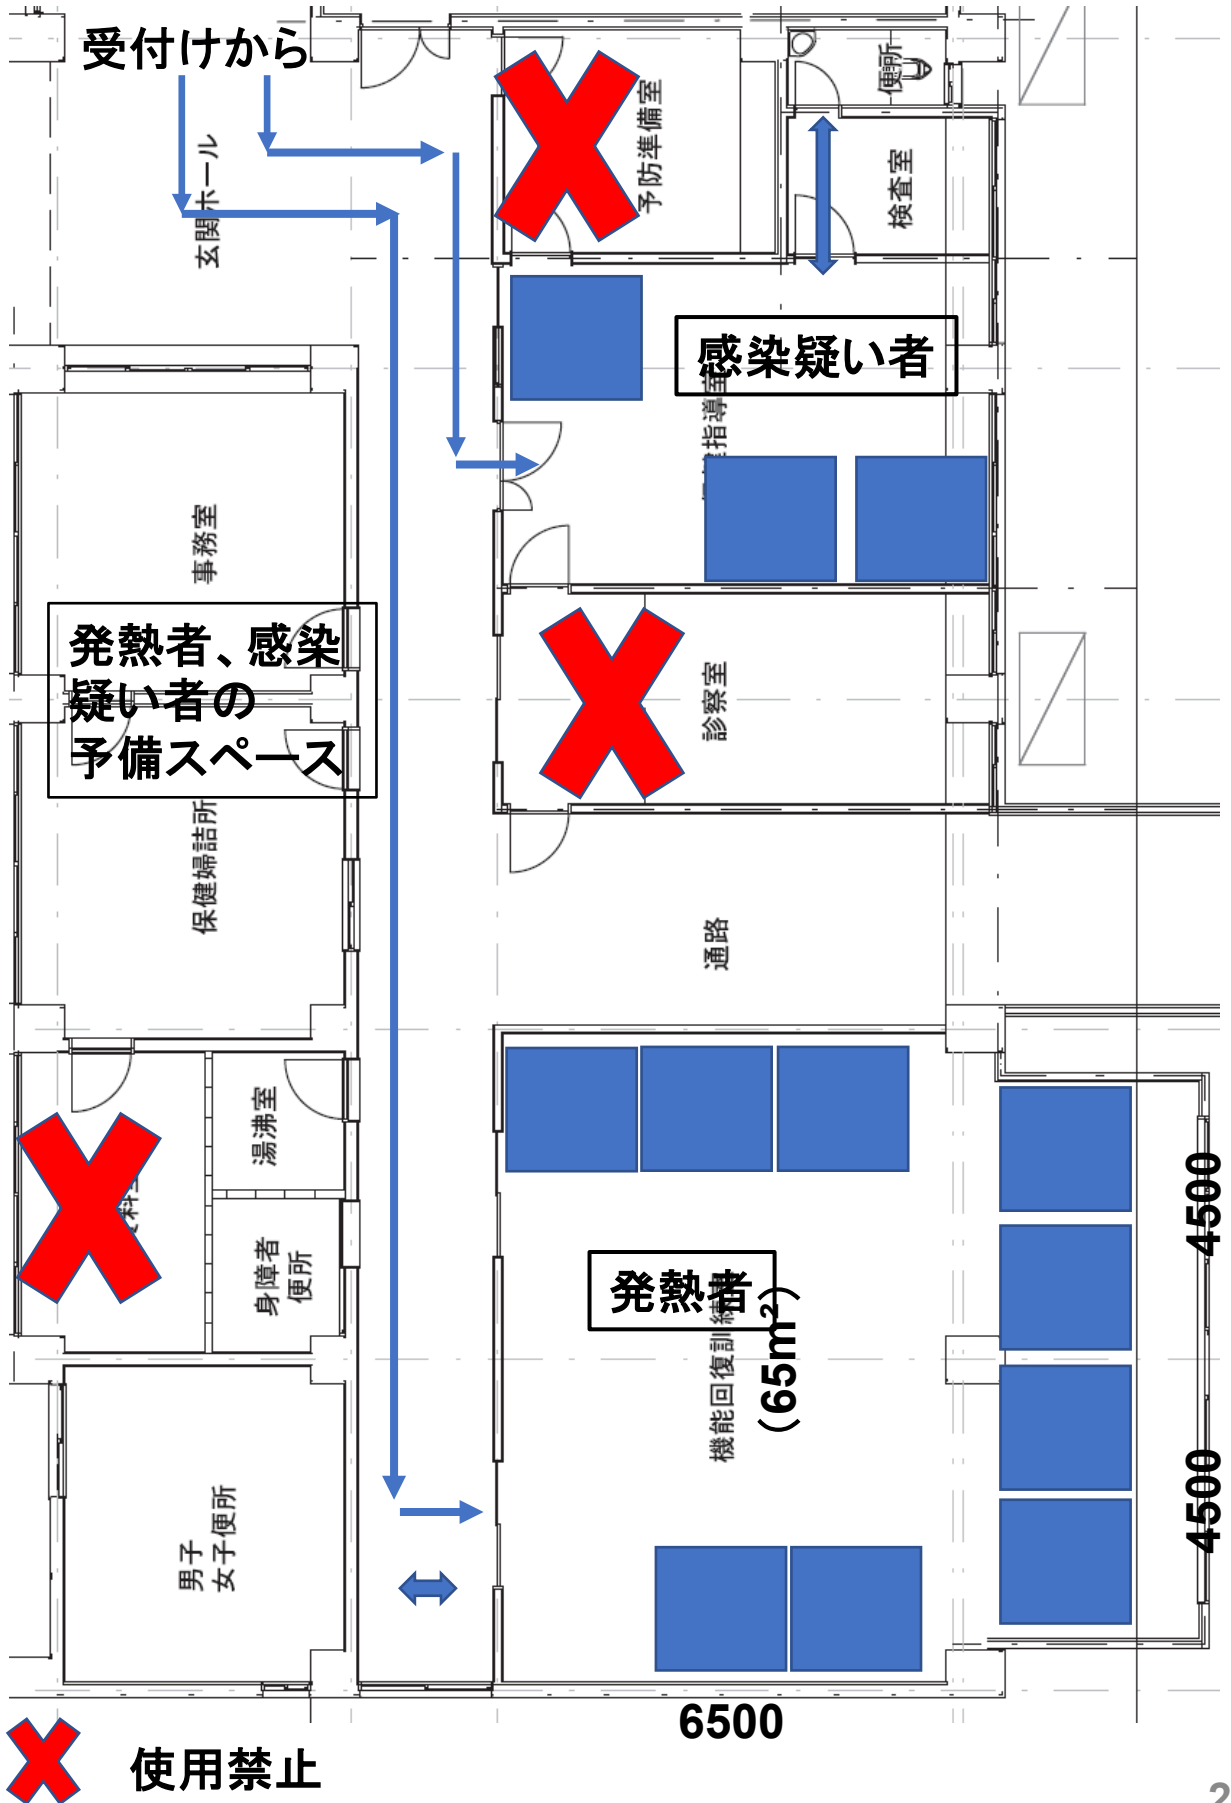 受付けから
玄関ホール
予防準備室
便所
検査室
感染疑い者
指導室
事務室
発熱者、感染
疑い者の
予備スペース
診察室
保健婦詰所
通路
湯沸室
身障者
便所
発熱者
機能回復訓練
(65m²)
4500
4500
男子
女子便所
6500
使用禁止
2